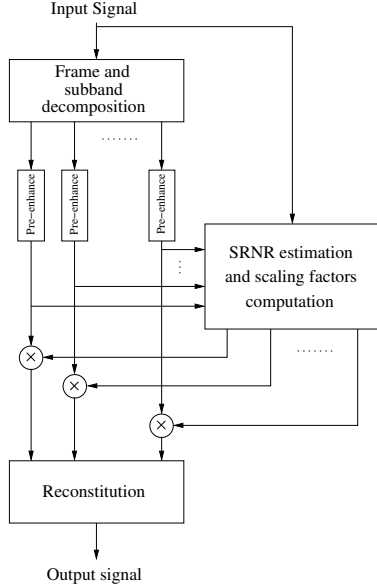 Input Signal
Frame and
subband
decomposition
.......
Pre−enhance
Pre−enhance
Pre−enhance
SRNR estimation
and scaling factors
computation
...
.......
×
×
×
Reconstitution
Output signal